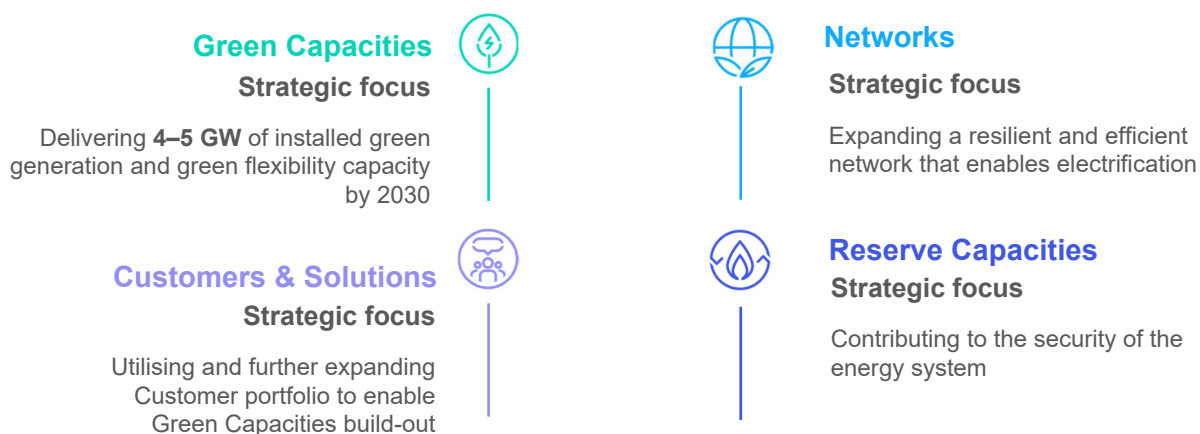 Green Capacities
Strategic focus
Delivering 4–5 GW of installed green
generation and green flexibility capacity
by 2030
Networks
Strategic focus
Expanding a resilient and efficient
network that enables electrification
Customers & Solutions
Strategic focus
Utilising and further expanding
Customer portfolio to enable
Green Capacities build-out
Reserve Capacities
Strategic focus
Contributing to the security of the
energy system